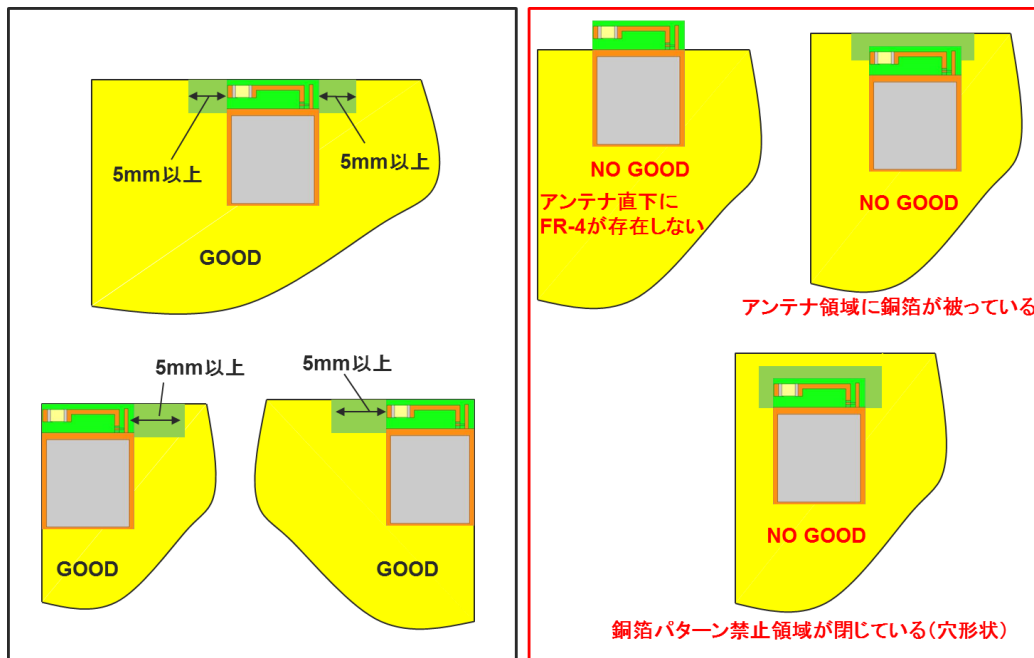 5mm以上
5mm以上
GOOD
5mm以上
5mm以上
GOOD
GOOD
NO GOOD
アンテナ直下に
FR-4が存在しない
NO GOOD
アンテナ領域に銅箔が被っている
NO GOOD
銅箔パターン禁止領域が閉じている(穴形状)